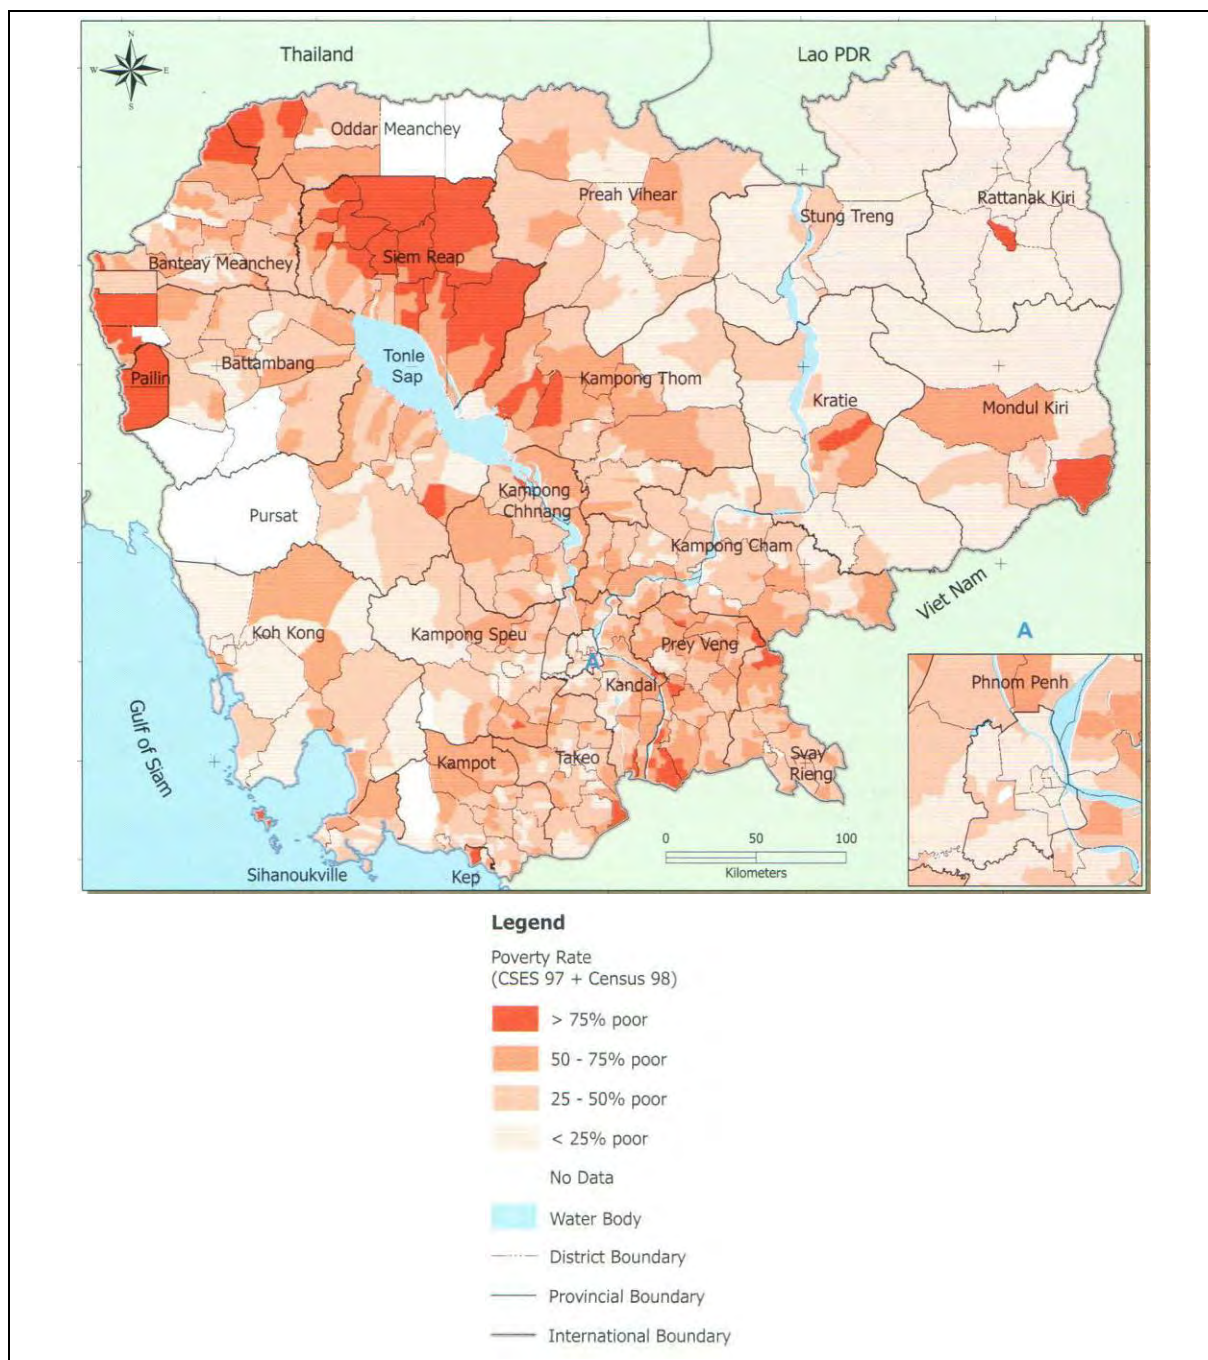 N
W
E
S
Thailand
Lao PDR
Oddar Meanchey
Preah Vihear
Stung Treng
Rattanak Kiri
Banteay Meanchey
Siem Reap
Tonle
Sap
Pailin
Battambang
Kampong Thom
Kratie
Mondul Kiri
Pursat
Kampong
Chhnang
Kampong Cham
Viet Nam
Koh Kong
Kampong Speu
Prey Veng
A
Kandal
A
Phnom Penh
Gulf of Siam
Kampot
Takeo
Svay
Rieng
0 50 100
Kilometers
Sihanoukville
Kep
Legend
Poverty Rate
(CSES 97 + Census 98)
> 75% poor
50 - 75% poor
25 - 50% poor
< 25% poor
No Data
Water Body
District Boundary
Provincial Boundary
International Boundary